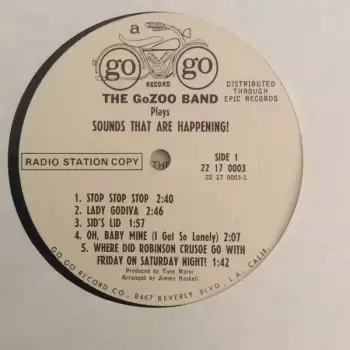 a
go go
RECORD
DISTRIBUTED
THROUGH
EPIC RECORDS
THE GoZOO BAND
Plays
SOUNDS THAT ARE HAPPENING!
RADIO STATION COPY
SIDE 1
22 17 0003
22 17 0003-1
1. STOP STOP STOP 2:40
2. LADY GODIVA 2:46
3. SID'S LID 1:57
4. OH, BABY MINE (I Get So Lonely) 2:07
5. WHERE DID ROBINSON CRUSOE GO WITH
FRIDAY ON SATURDAY NIGHT! 1:42
Produced by Tony Marer
Arranged by Jimmy Haskell
GO GO RECORD CO., 8467 BEVERLY BLVD., L.A., CALIF.